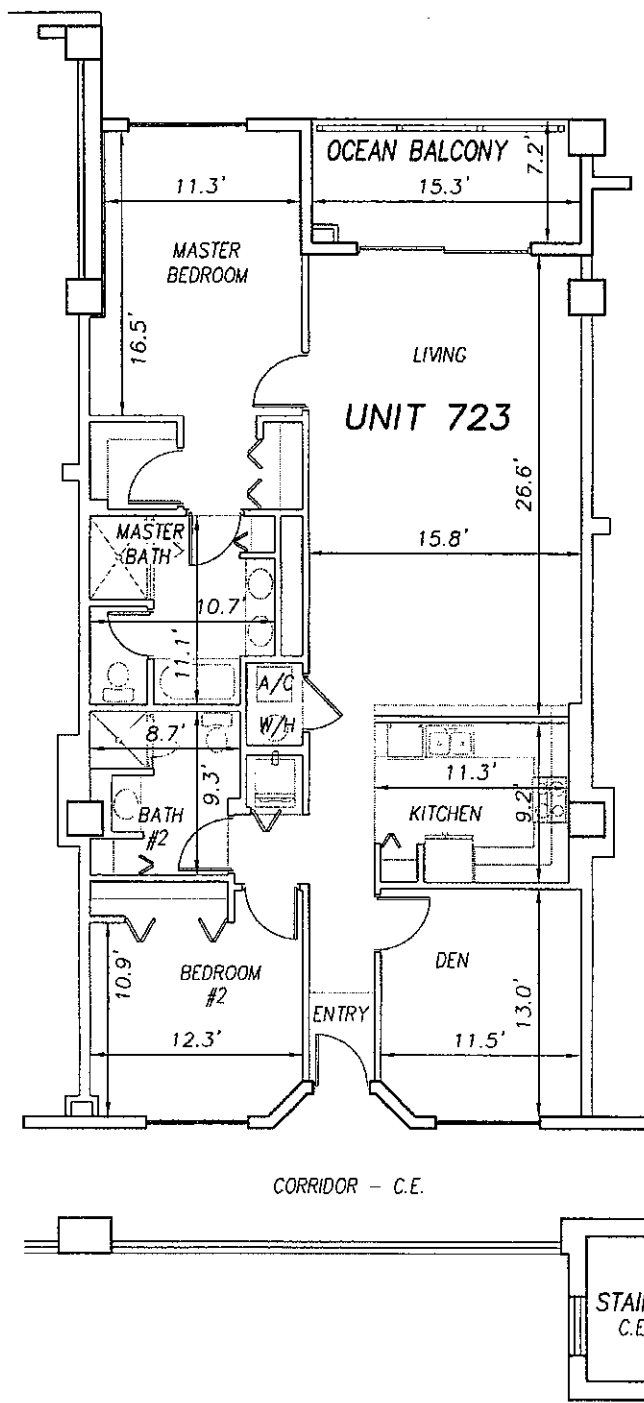 OCEAN BALCONY
15.3'
7.2'
11.3'
MASTER
BEDROOM
16.5'
LIVING
UNIT 723
26.6'
15.8'
MASTER
BATH
10.7'
11.1'
A/C
W/H
8.7'
9.3'
BATH
#2
11.3'
KITCHEN
9.2'
BEDROOM
#2
10.9'
12.3'
ENTRY
DEN
13.0'
11.5'
CORRIDOR - C.E.
C.E